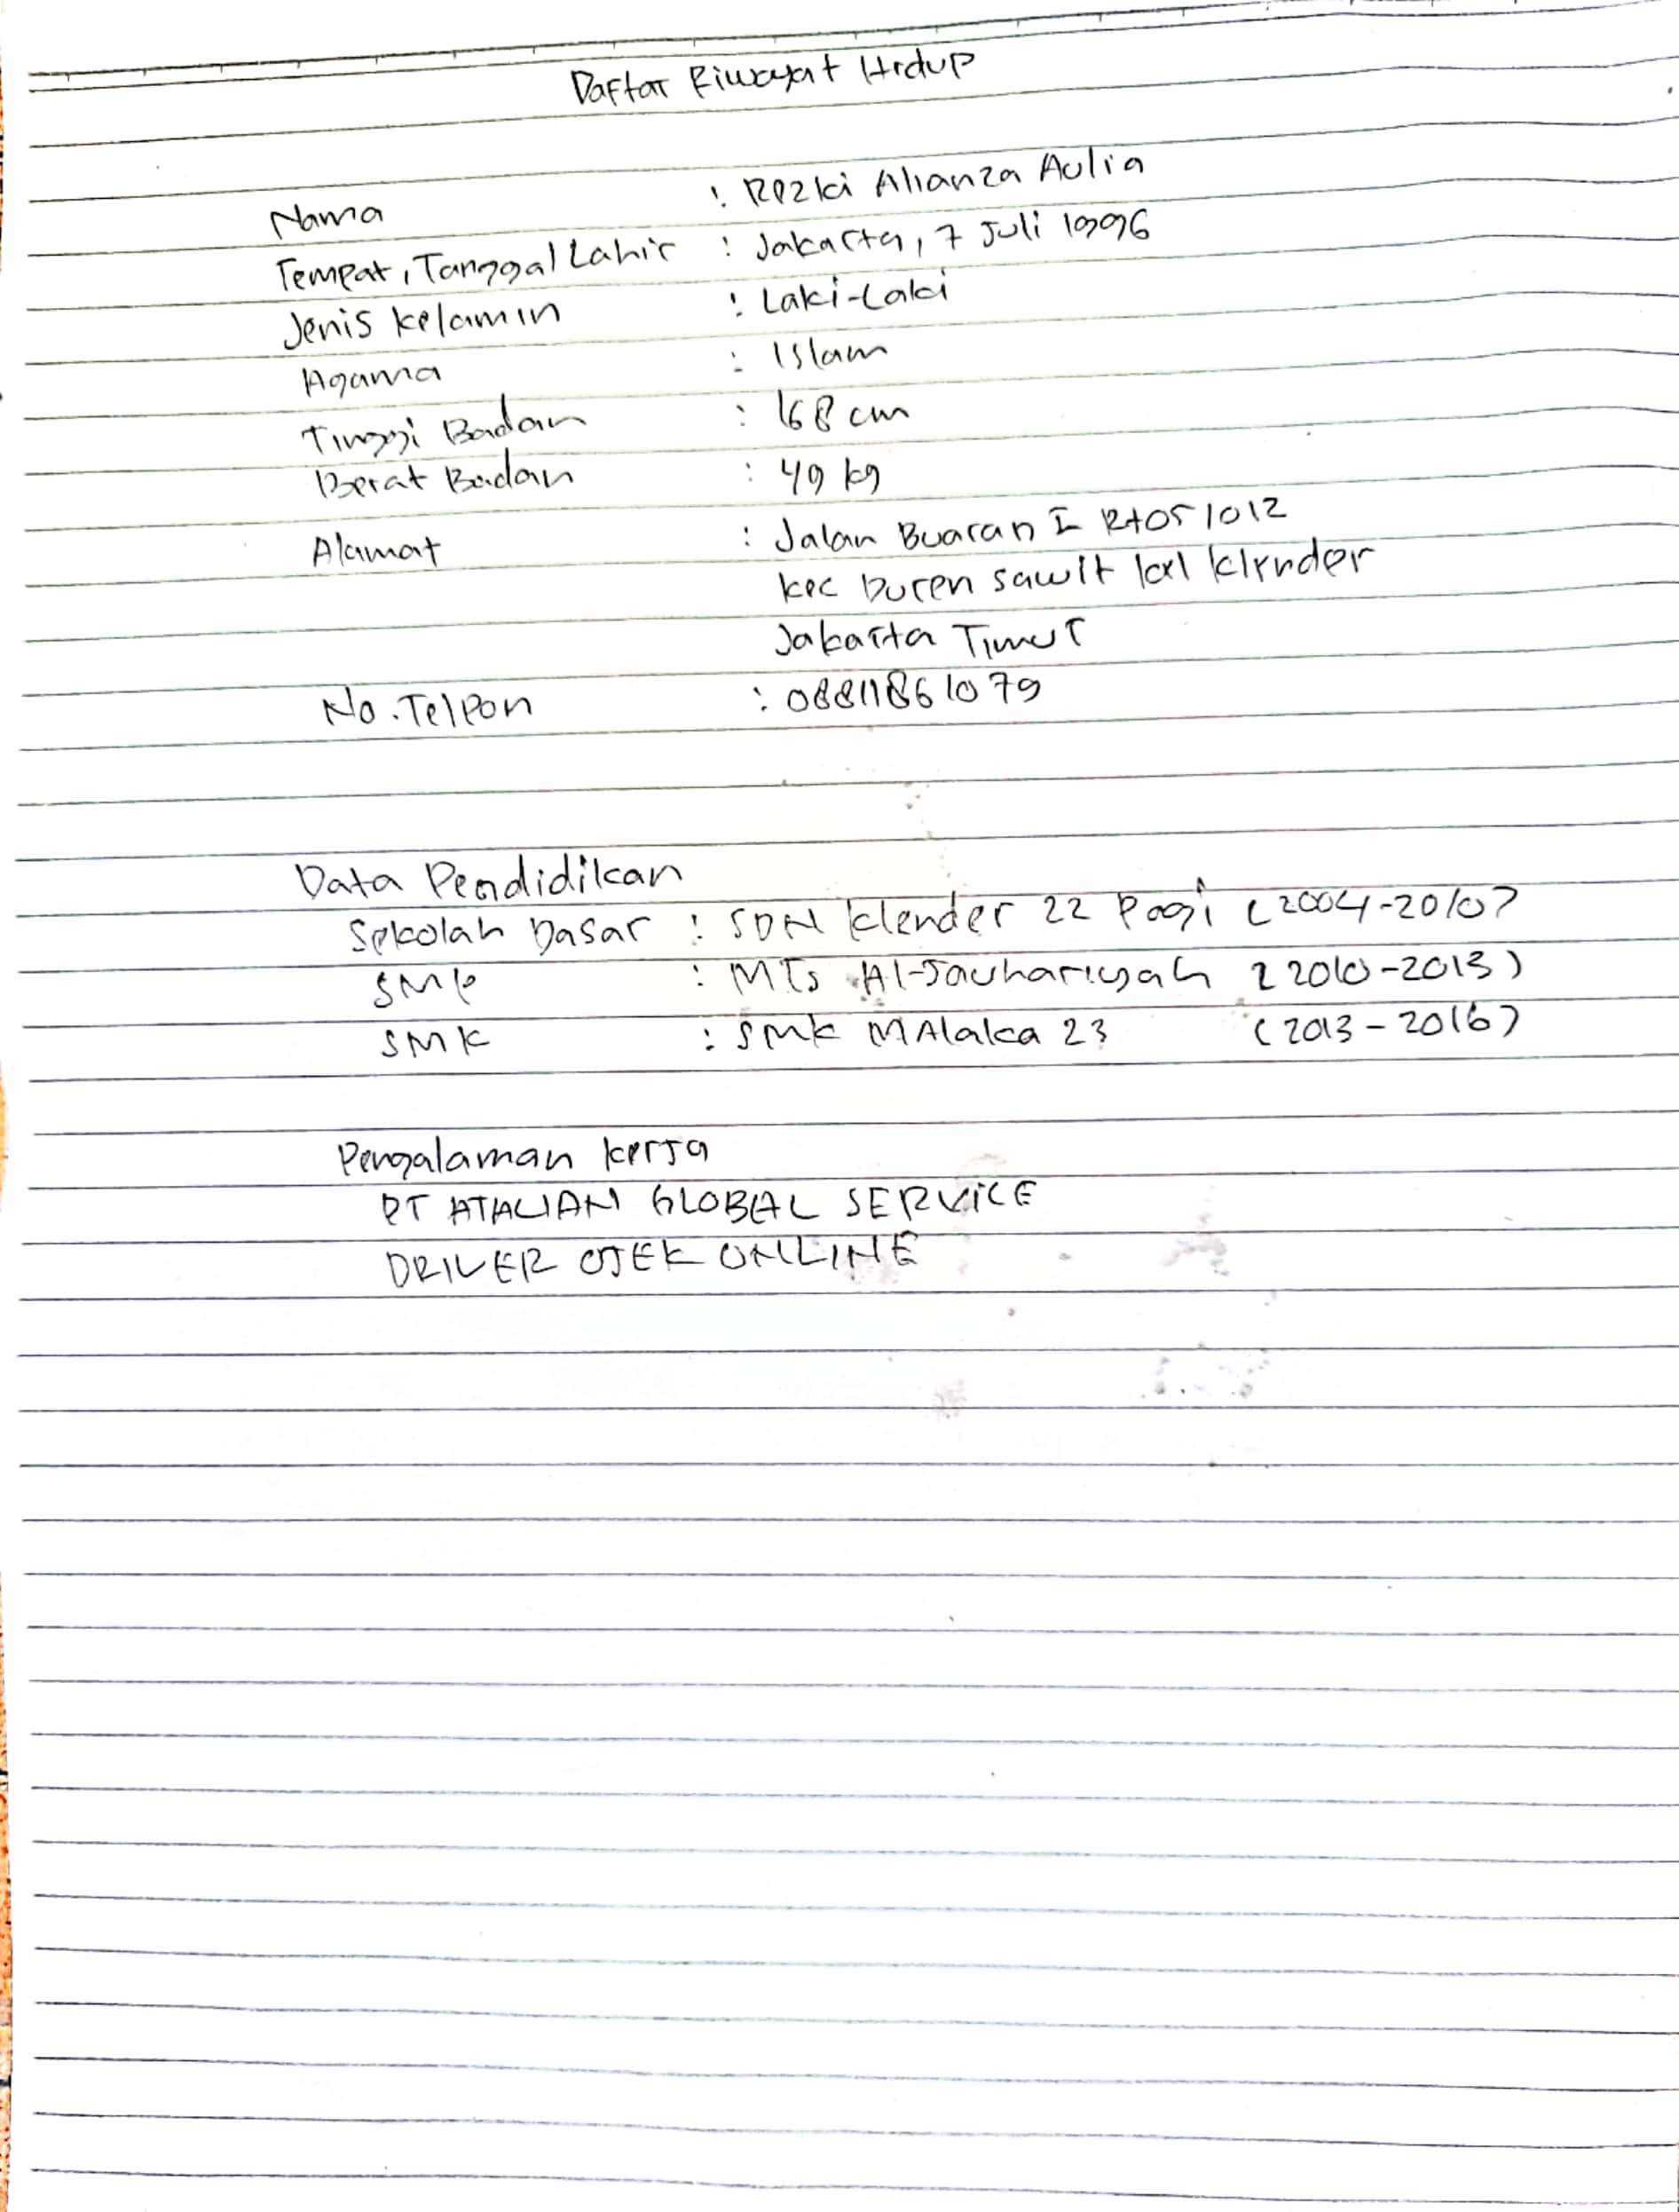 Daftar Riwayat Hidup
Nama : Rezki Alianza Aulia
Tempat, Tanggal Lahir : Jakarta, 7 Juli 1996
Jenis Kelamin : Laki-Laki
Agama : Islam
Tinggi Badan : 168 cm
Berat Badan : 49 kg
Alamat : Jalan Buaran I Rt05/012
kec Duren sawit kel klender
Jakarta Timur
No. Telpon : 08811861079
Data Pendidikan
Sekolah Dasar : SDN Klender 22 Pagi (2004-2010)
SMP : MTs Al-Jauhariyah (2010-2013)
SMK : SMK MAlaka 23 (2013-2016)
Pengalaman kerja
PT ATALIAN GLOBAL SERVICE
DRIVER OJEK ONLINE